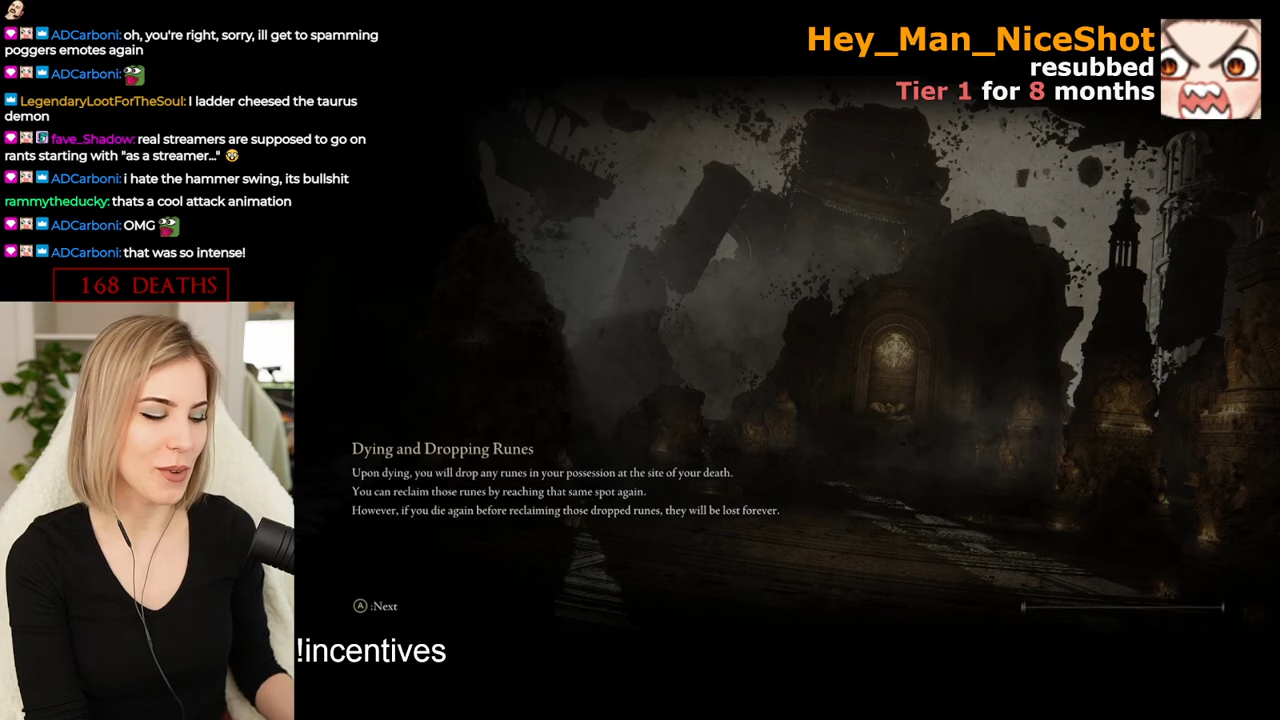 ADCarboni: oh, you're right, sorry, ill get to spamming
poggers emotes again
ADCarboni:
LegendaryLootForTheSoul: I ladder cheesed the taurus
demon
fave_Shadow: real streamers are supposed to go on
rants starting with "as a streamer..."
ADCarboni: i hate the hammer swing, its bullshit
rammytheducky: thats a cool attack animation
ADCarboni: OMG
ADCarboni: that was so intense!
168 DEATHS
Hey_Man_NiceShot
resubbed
Tier 1 for 8 months
Dying and Dropping Runes
Upon dying, you will drop any runes in your possession at the site of your death.
You can reclaim those runes by reaching that same spot again.
However, if you die again before reclaiming those dropped runes, they will be lost forever.
A :Next
!incentives